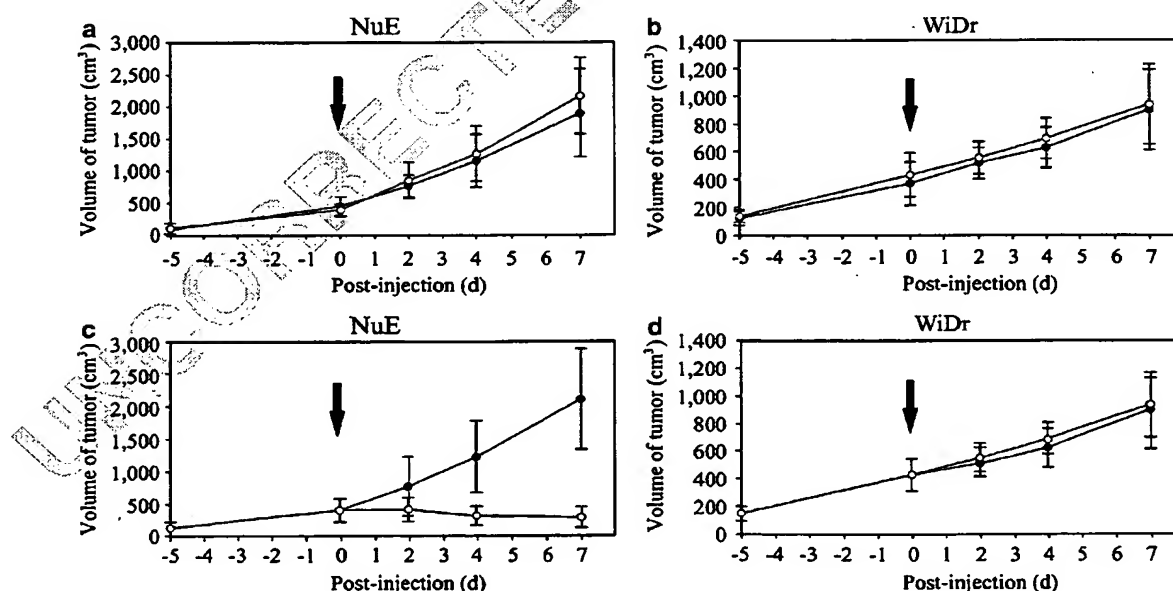 UNCORRECTE
a
NuE
3,000
2,500
2,000
1,500
1,000
500
0
Volume of tumor (cm³)
-5 -4 -3 -2 -1 0 1 2 3 4 5 6 7
Post-injection (d)
b
WiDr
1,400
1,200
1,000
800
600
400
200
0
Volume of tumor (cm³)
-5 -4 -3 -2 -1 0 1 2 3 4 5 6 7
Post-injection (d)
c
NuE
3,000
2,500
2,000
1,500
1,000
500
0
Volume of tumor (cm³)
-5 -4 -3 -2 -1 0 1 2 3 4 5 6 7
Post-injection (d)
d
WiDr
1,400
1,200
1,000
800
600
400
200
0
Volume of tumor (cm³)
-5 -4 -3 -2 -1 0 1 2 3 4 5 6 7
Post-injection (d)